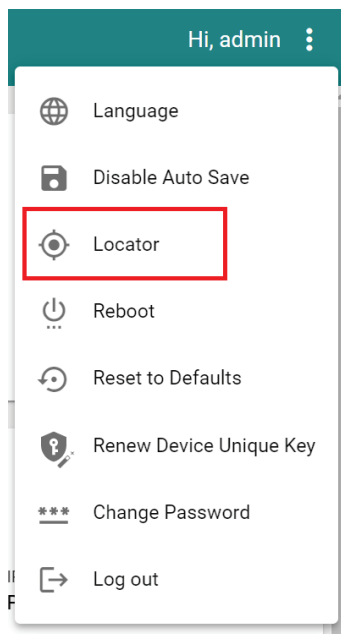 Hi, admin
Language
Disable Auto Save
Locator
Reboot
Reset to Defaults
Renew Device Unique Key
*** Change Password
Log out